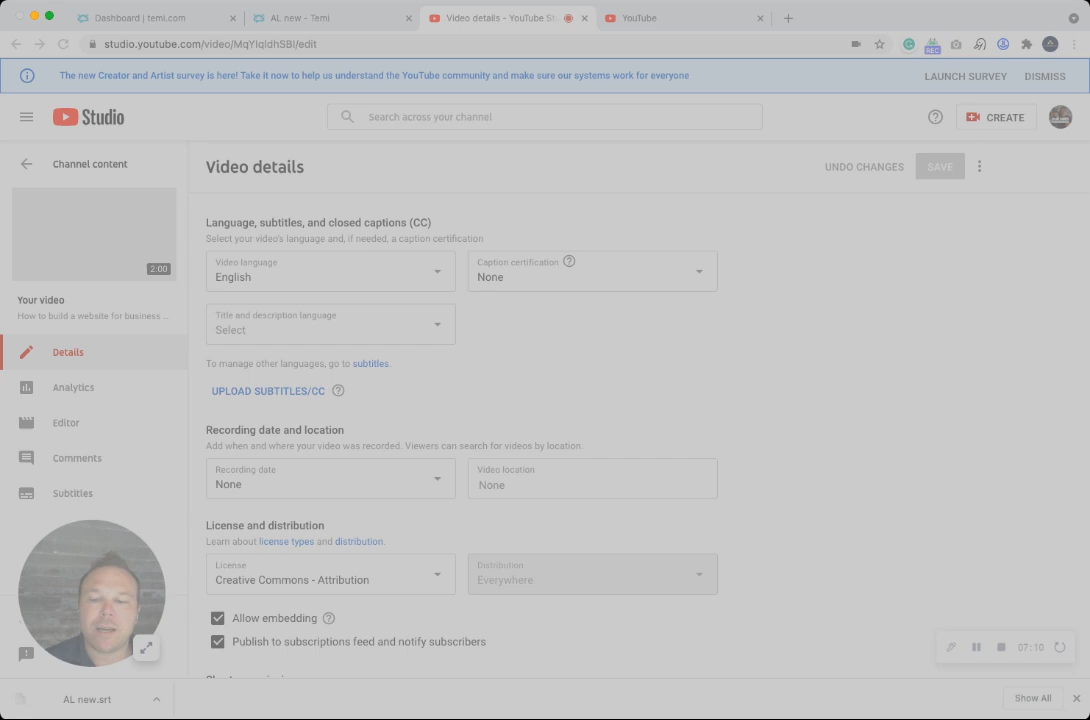 Dashboard | temi.com
AL new - Temi
Video details - YouTube St
YouTube
studio.youtube.com/video/MqYIqIdhSBI/edit
REC
The new Creator and Artist survey is here! Take it now to help us understand the YouTube community and make sure our systems work for everyone
LAUNCH SURVEY
DISMISS
Studio
Search across your channel
CREATE
Channel content
2:00
Your video
How to build a website for business ...
Details
Analytics
Editor
Comments
Subtitles
Video details
UNDO CHANGES
SAVE
Language, subtitles, and closed captions (CC)
Select your video's language and, if needed, a caption certification
Video language
English
Caption certification
None
Title and description language
Select
To manage other languages, go to subtitles.
UPLOAD SUBTITLES/CC
Recording date and location
Add when and where your video was recorded. Viewers can search for videos by location.
Recording date
None
Video location
None
License and distribution
Learn about license types and distribution.
License
Creative Commons - Attribution
Distribution
Everywhere
Allow embedding
Publish to subscriptions feed and notify subscribers
07:10
AL new.srt
Show All